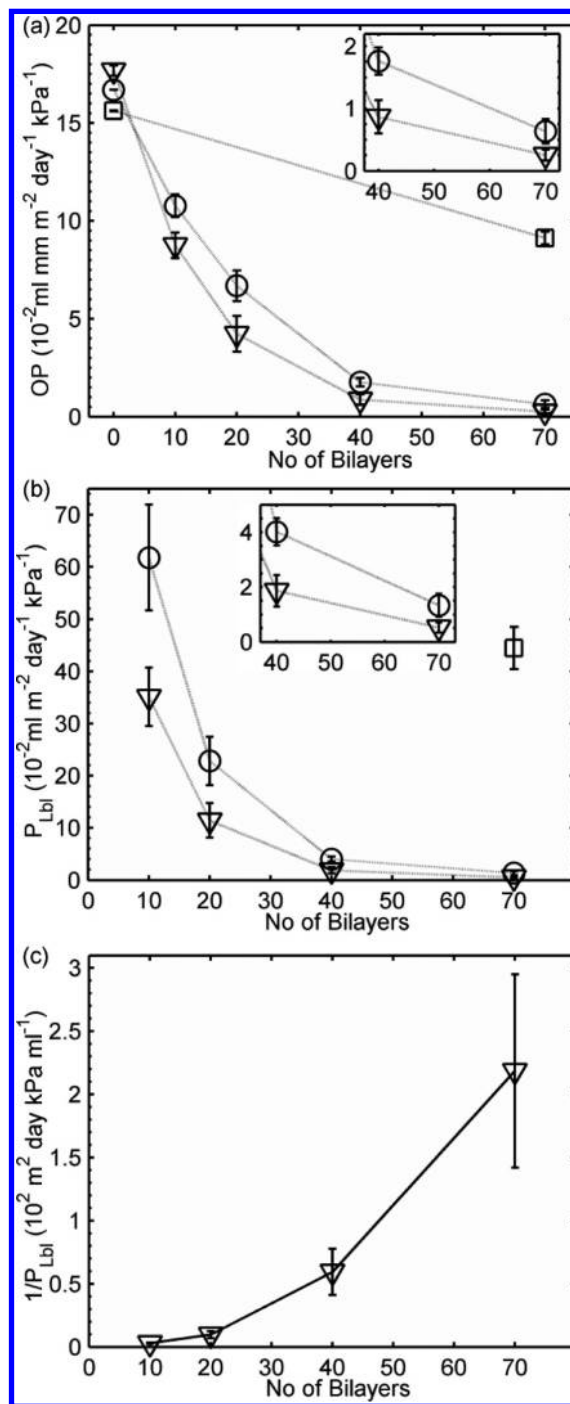 (a)
20
15
10
5
0
OP (10⁻²ml mm m⁻² day⁻¹ kPa⁻¹)
0 10 20 30 40 50 60 70
No of Bilayers
2
1
0
40 50 60 70
(b)
70
60
50
40
30
20
10
0
P_Lbl (10⁻²ml m⁻² day⁻¹ kPa⁻¹)
0 10 20 30 40 50 60 70
No of Bilayers
4
2
0
40 50 60 70
(c)
3
2.5
2
1.5
1
0.5
0
1/P_Lbl (10² m² day kPa ml⁻¹)
0 10 20 30 40 50 60 70
No of Bilayers